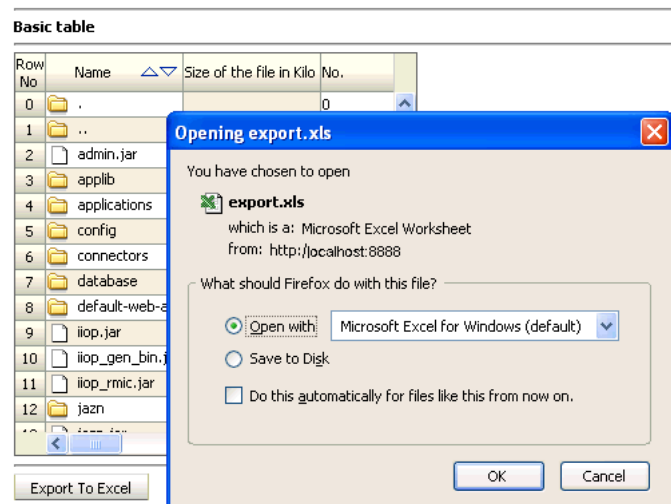 Basic table
Row No
Name
Size of the file in Kilo
No.
0 . 0
1 ..
2 admin.jar
3 applib
4 applications
5 config
6 connectors
7 database
8 default-web-a
9 iiop.jar
10 iiop_gen_bin.j
11 iiop_rmic.jar
12 jazn
Export To Excel
Opening export.xls
You have chosen to open
export.xls
which is a: Microsoft Excel Worksheet
from: http://localhost:8888
What should Firefox do with this file?
Open with
Microsoft Excel for Windows (default)
Save to Disk
Do this automatically for files like this from now on.
OK
Cancel